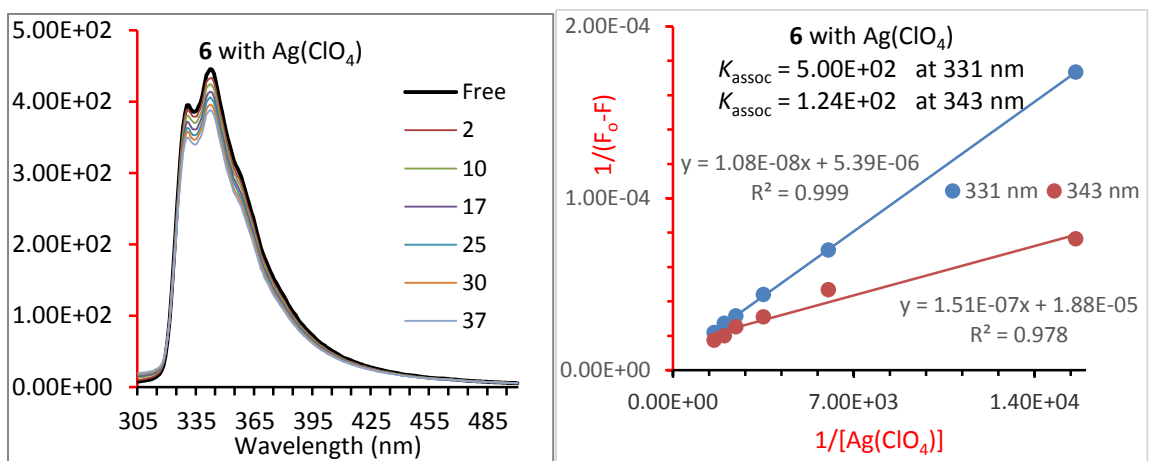 5.00E+02
4.00E+02
3.00E+02
2.00E+02
1.00E+02
0.00E+00
6 with Ag(ClO₄)
Free
2
10
17
25
30
37
305 335 365 395 425 455 485
Wavelength (nm)
2.00E-04
1.00E-04
0.00E+00
1/(Fₒ-F)
6 with Ag(ClO₄)
Kassoc = 5.00E+02 at 331 nm
Kassoc = 1.24E+02 at 343 nm
y = 1.08E-08x + 5.39E-06
R² = 0.999
331 nm 343 nm
y = 1.51E-07x + 1.88E-05
R² = 0.978
0.00E+00 7.00E+03 1.40E+04
1/[Ag(ClO₄)]